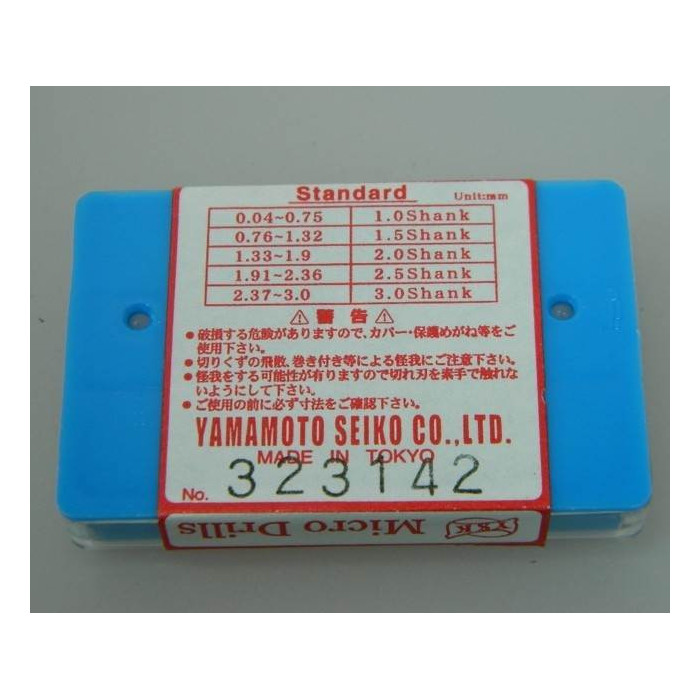 Standard
Unit:mm
0.04~0.75 1.0Shank
0.76~1.32 1.5Shank
1.33~1.9 2.0Shank
1.91~2.36 2.5Shank
2.37~3.0 3.0Shank
⚠警告⚠
●破損する危険がありますので、カバー・保護めがね等をご
使用下さい。
●切りくずの飛散、巻き付き等による怪我にご注意下さい。
●怪我をする可能性が有りますので切れ刃を素手で触れな
いようにして下さい。
●ご使用の前に必ず寸法をご確認下さい。
YAMAMOTO SEIKO CO.,LTD.
MADE IN TOKYO
No. 323142
Micro Drills